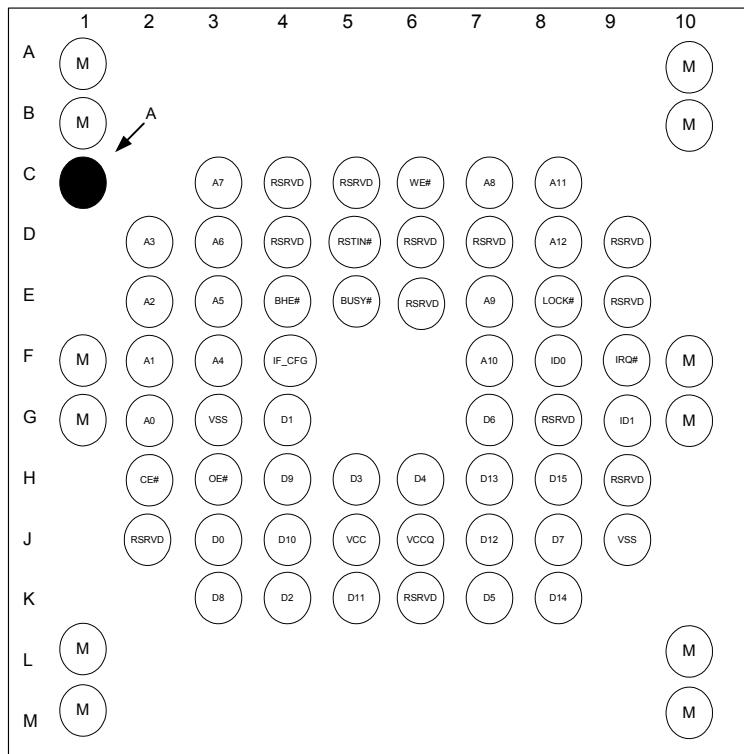 1 2 3 4 5 6 7 8 9 10
A M M
B M A M
C A7 RSRVD RSRVD WE# A8 A11
D A3 A6 RSRVD RSTIN# RSRVD RSRVD A12 RSRVD
E A2 A5 BHE# BUSY# RSRVD A9 LOCK# RSRVD
F M A1 A4 IF_CFG A10 ID0 IRQ# M
G M A0 VSS D1 D6 RSRVD ID1 M
H CE# OE# D9 D3 D4 D13 D15 RSRVD
J RSRVD D0 D10 VCC VCCQ D12 D7 VSS
K D8 D2 D11 RSRVD D5 D14
L M M
M M M